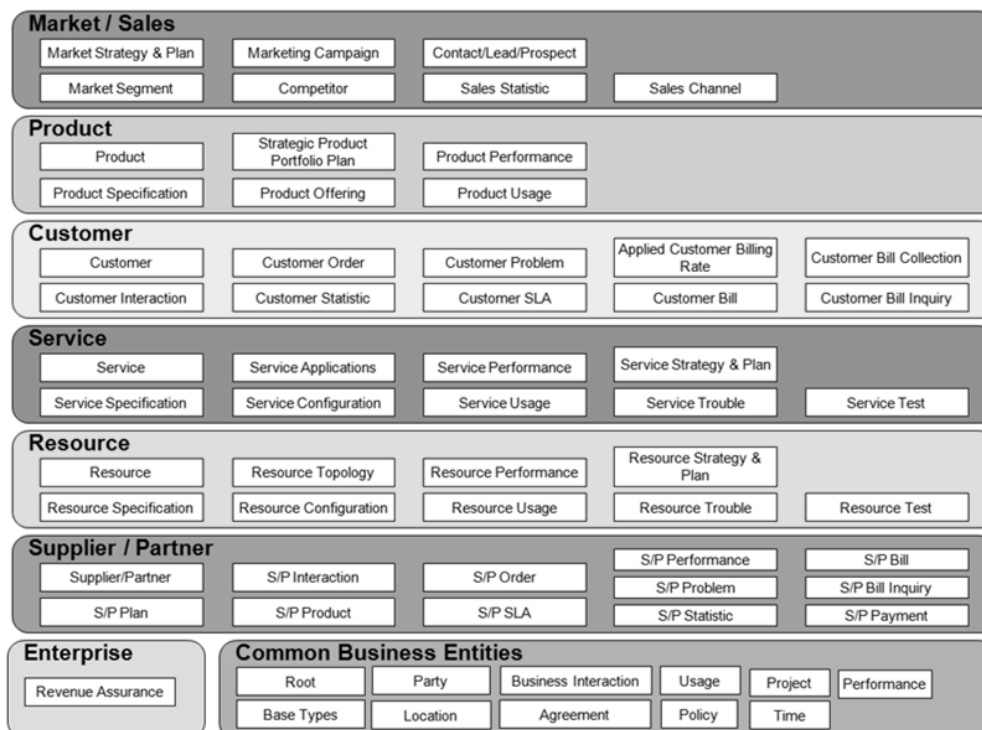 Market / Sales
Market Strategy & Plan
Marketing Campaign
Contact/Lead/Prospect
Market Segment
Competitor
Sales Statistic
Sales Channel
Product
Product
Strategic Product
Portfolio Plan
Product Performance
Product Specification
Product Offering
Product Usage
Customer
Customer
Customer Order
Customer Problem
Applied Customer Billing
Rate
Customer Bill Collection
Customer Interaction
Customer Statistic
Customer SLA
Customer Bill
Customer Bill Inquiry
Service
Service
Service Applications
Service Performance
Service Strategy & Plan
Service Specification
Service Configuration
Service Usage
Service Trouble
Service Test
Resource
Resource
Resource Topology
Resource Performance
Resource Strategy &
Plan
Resource Specification
Resource Configuration
Resource Usage
Resource Trouble
Resource Test
Supplier / Partner
Supplier/Partner
S/P Interaction
S/P Order
S/P Performance
S/P Bill
S/P Problem
S/P Bill Inquiry
S/P Plan
S/P Product
S/P SLA
S/P Statistic
S/P Payment
Enterprise
Revenue Assurance
Common Business Entities
Root
Party
Business Interaction
Usage
Project
Performance
Base Types
Location
Agreement
Policy
Time